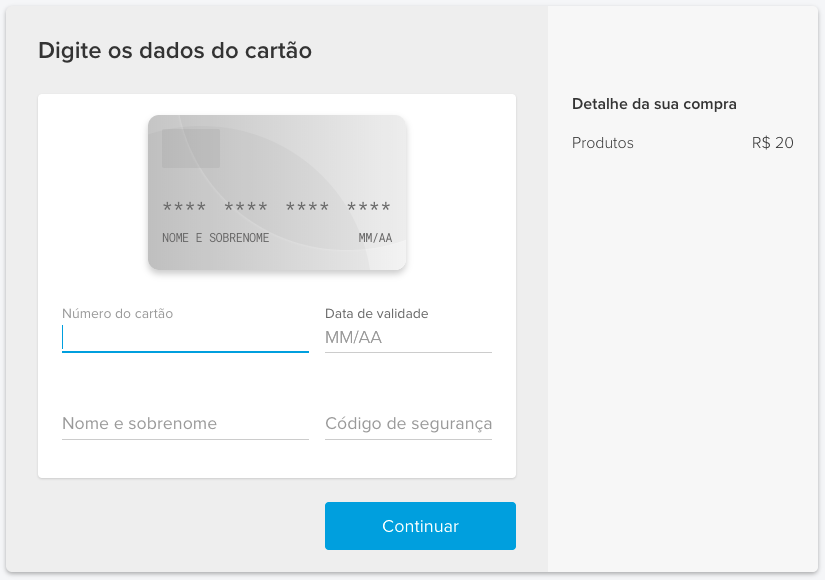 Digite os dados do cartão
**** **** **** ****
NOME E SOBRENOME MM/AA
Número do cartão Data de validade
MM/AA
Nome e sobrenome Código de segurança
Continuar
Detalhe da sua compra
Produtos R$ 20